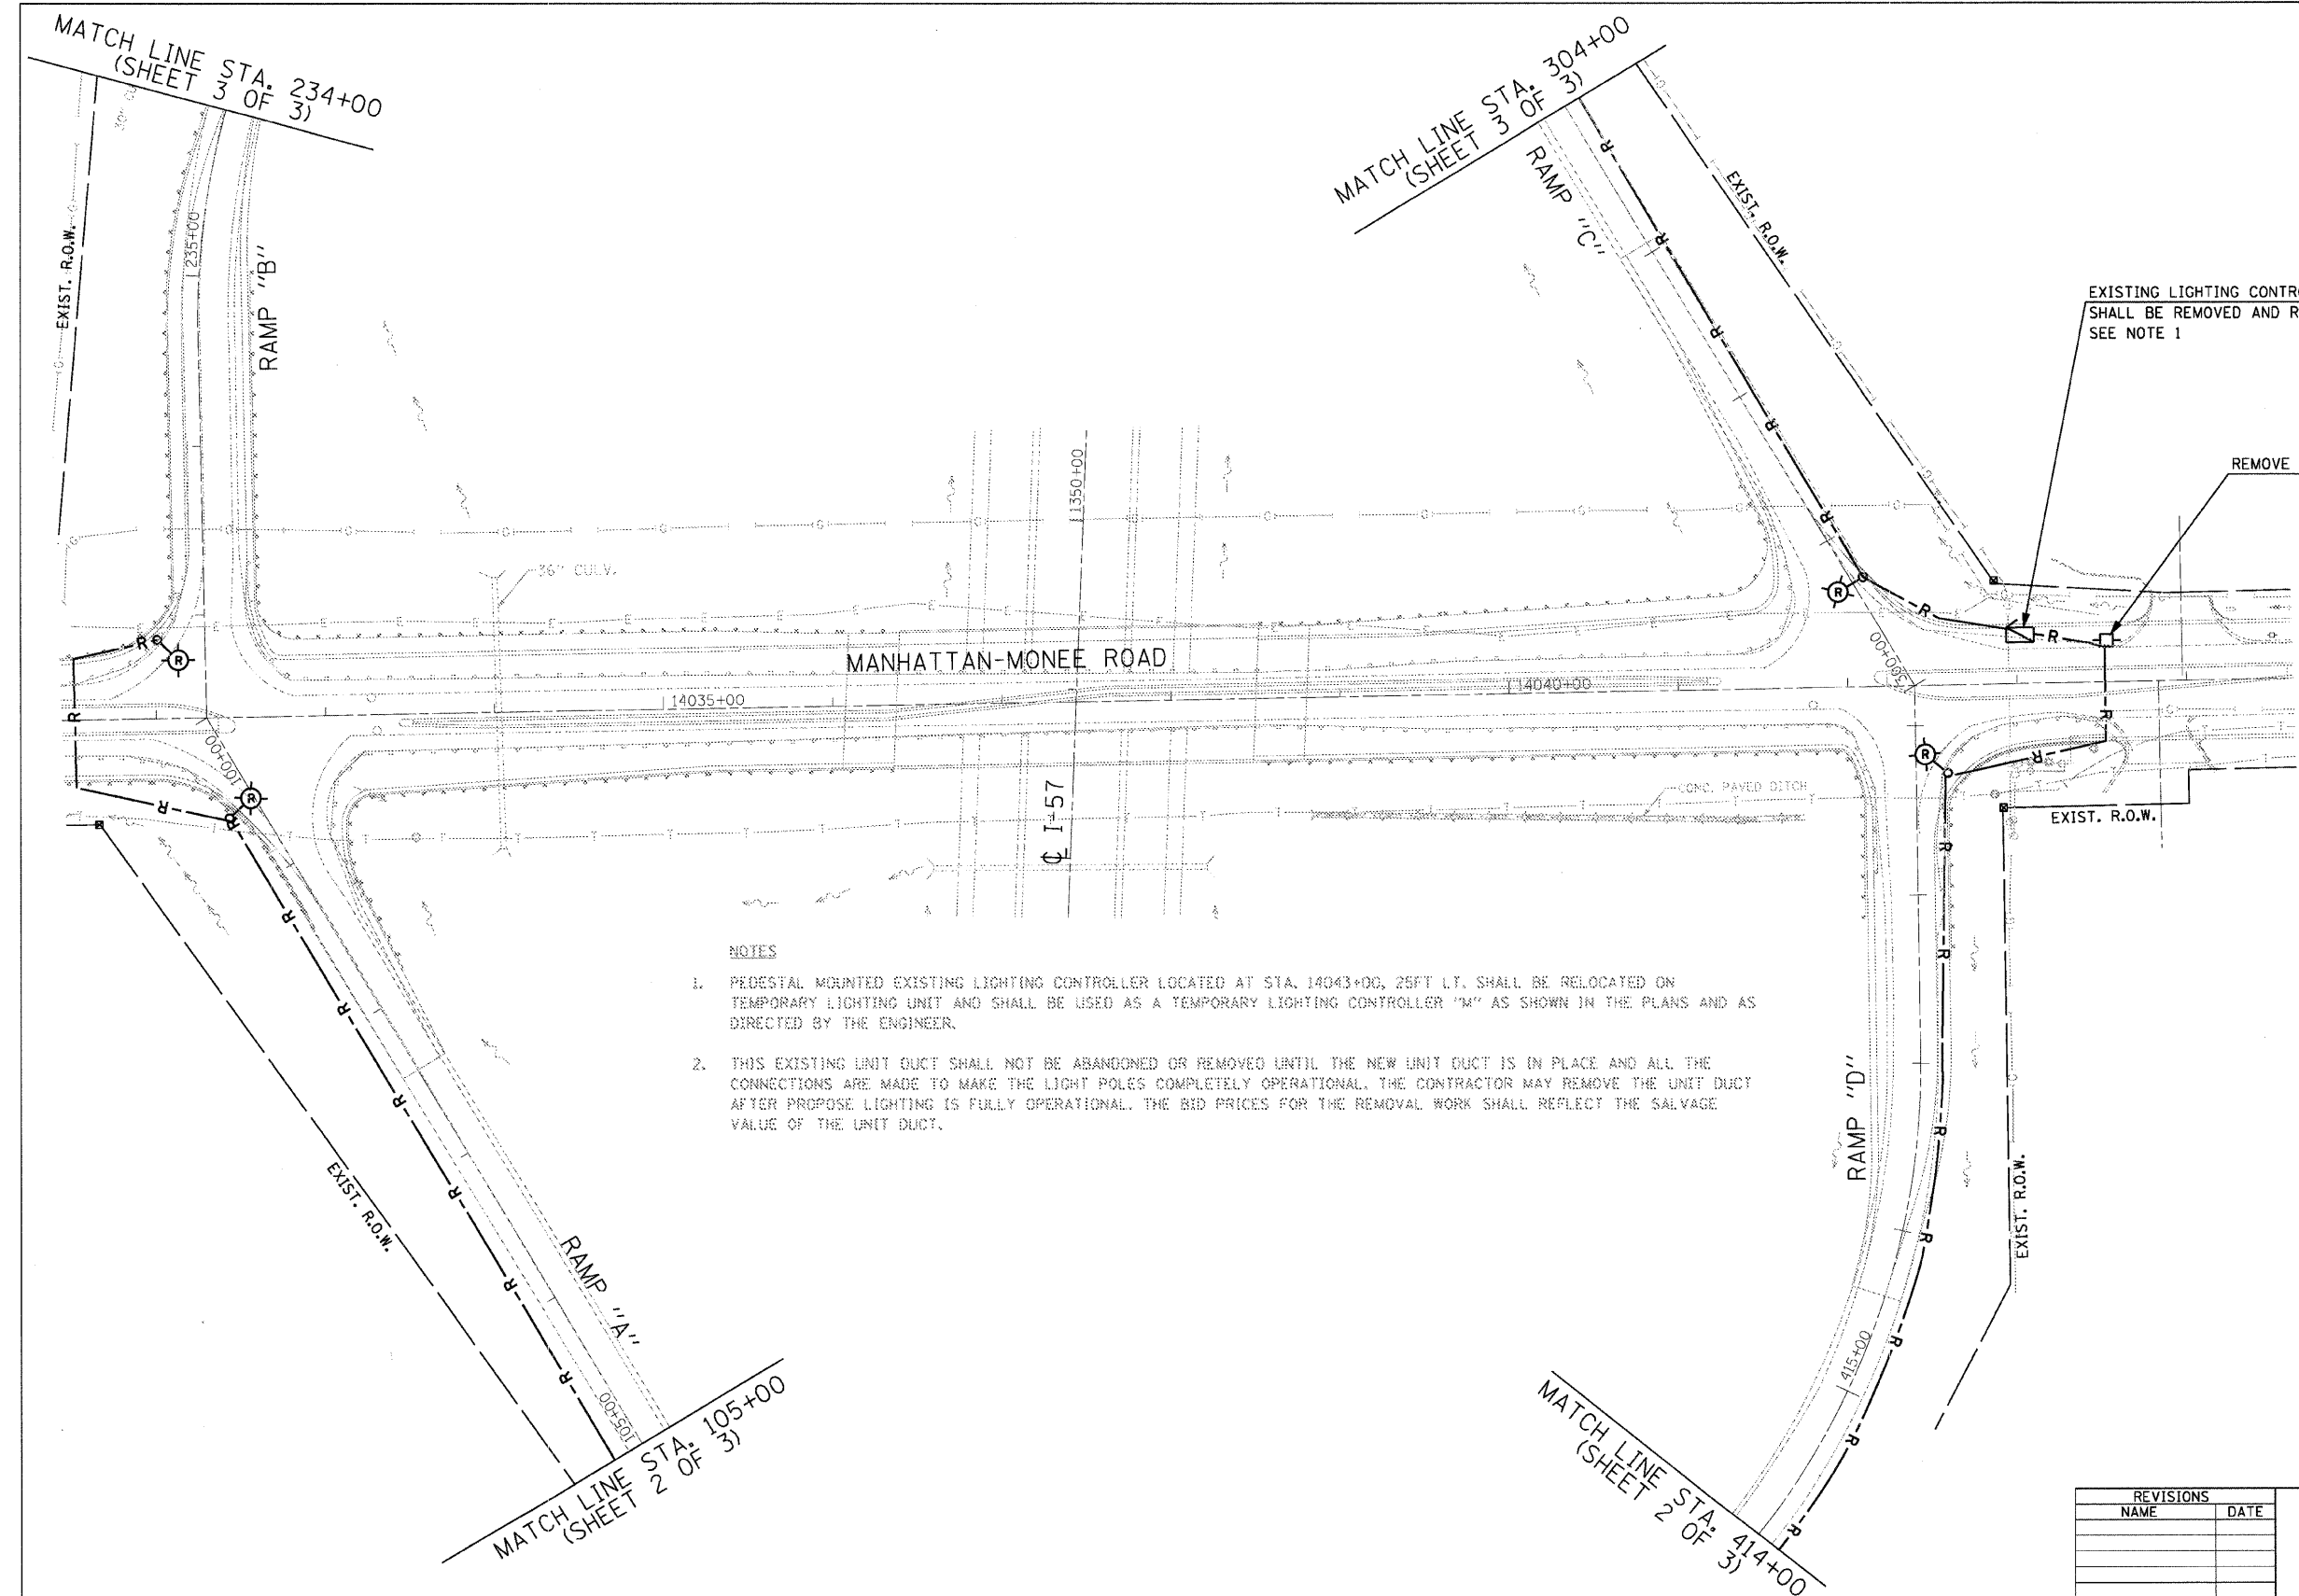 MATCH LINE STA. 234+00
(SHEET 3 OF 3)
MATCH LINE STA. 304+00
(SHEET 3 OF 3)
EXIST. R.O.W.
235+00
RAMP "B"
RAMP "C"
EXIST. R.O.W.
EXISTING LIGHTING CONTR
SHALL BE REMOVED AND R
SEE NOTE 1
REMOVE
1350+00
36" CULV.
MANHATTAN-MONEE ROAD
14035+00
14040+00
300+00
100+00
℄ I-57
CONC. PAVED DITCH
EXIST. R.O.W.
NOTES
1. PEDESTAL MOUNTED EXISTING LIGHTING CONTROLLER LOCATED AT STA. 14043+00, 25FT LT. SHALL BE RELOCATED ON
TEMPORARY LIGHTING UNIT AND SHALL BE USED AS A TEMPORARY LIGHTING CONTROLLER "M" AS SHOWN IN THE PLANS AND AS
DIRECTED BY THE ENGINEER.
2. THIS EXISTING UNIT DUCT SHALL NOT BE ABANDONED OR REMOVED UNTIL THE NEW UNIT DUCT IS IN PLACE AND ALL THE
CONNECTIONS ARE MADE TO MAKE THE LIGHT POLES COMPLETELY OPERATIONAL. THE CONTRACTOR MAY REMOVE THE UNIT DUCT
AFTER PROPOSE LIGHTING IS FULLY OPERATIONAL. THE BID PRICES FOR THE REMOVAL WORK SHALL REFLECT THE SALVAGE
VALUE OF THE UNIT DUCT.
RAMP "D"
EXIST. R.O.W.
EXIST. R.O.W.
RAMP "A"
105+00
415+00
MATCH LINE STA. 105+00
(SHEET 2 OF 3)
MATCH LINE STA. 414+00
(SHEET 2 OF 3)
REVISIONS
NAME DATE